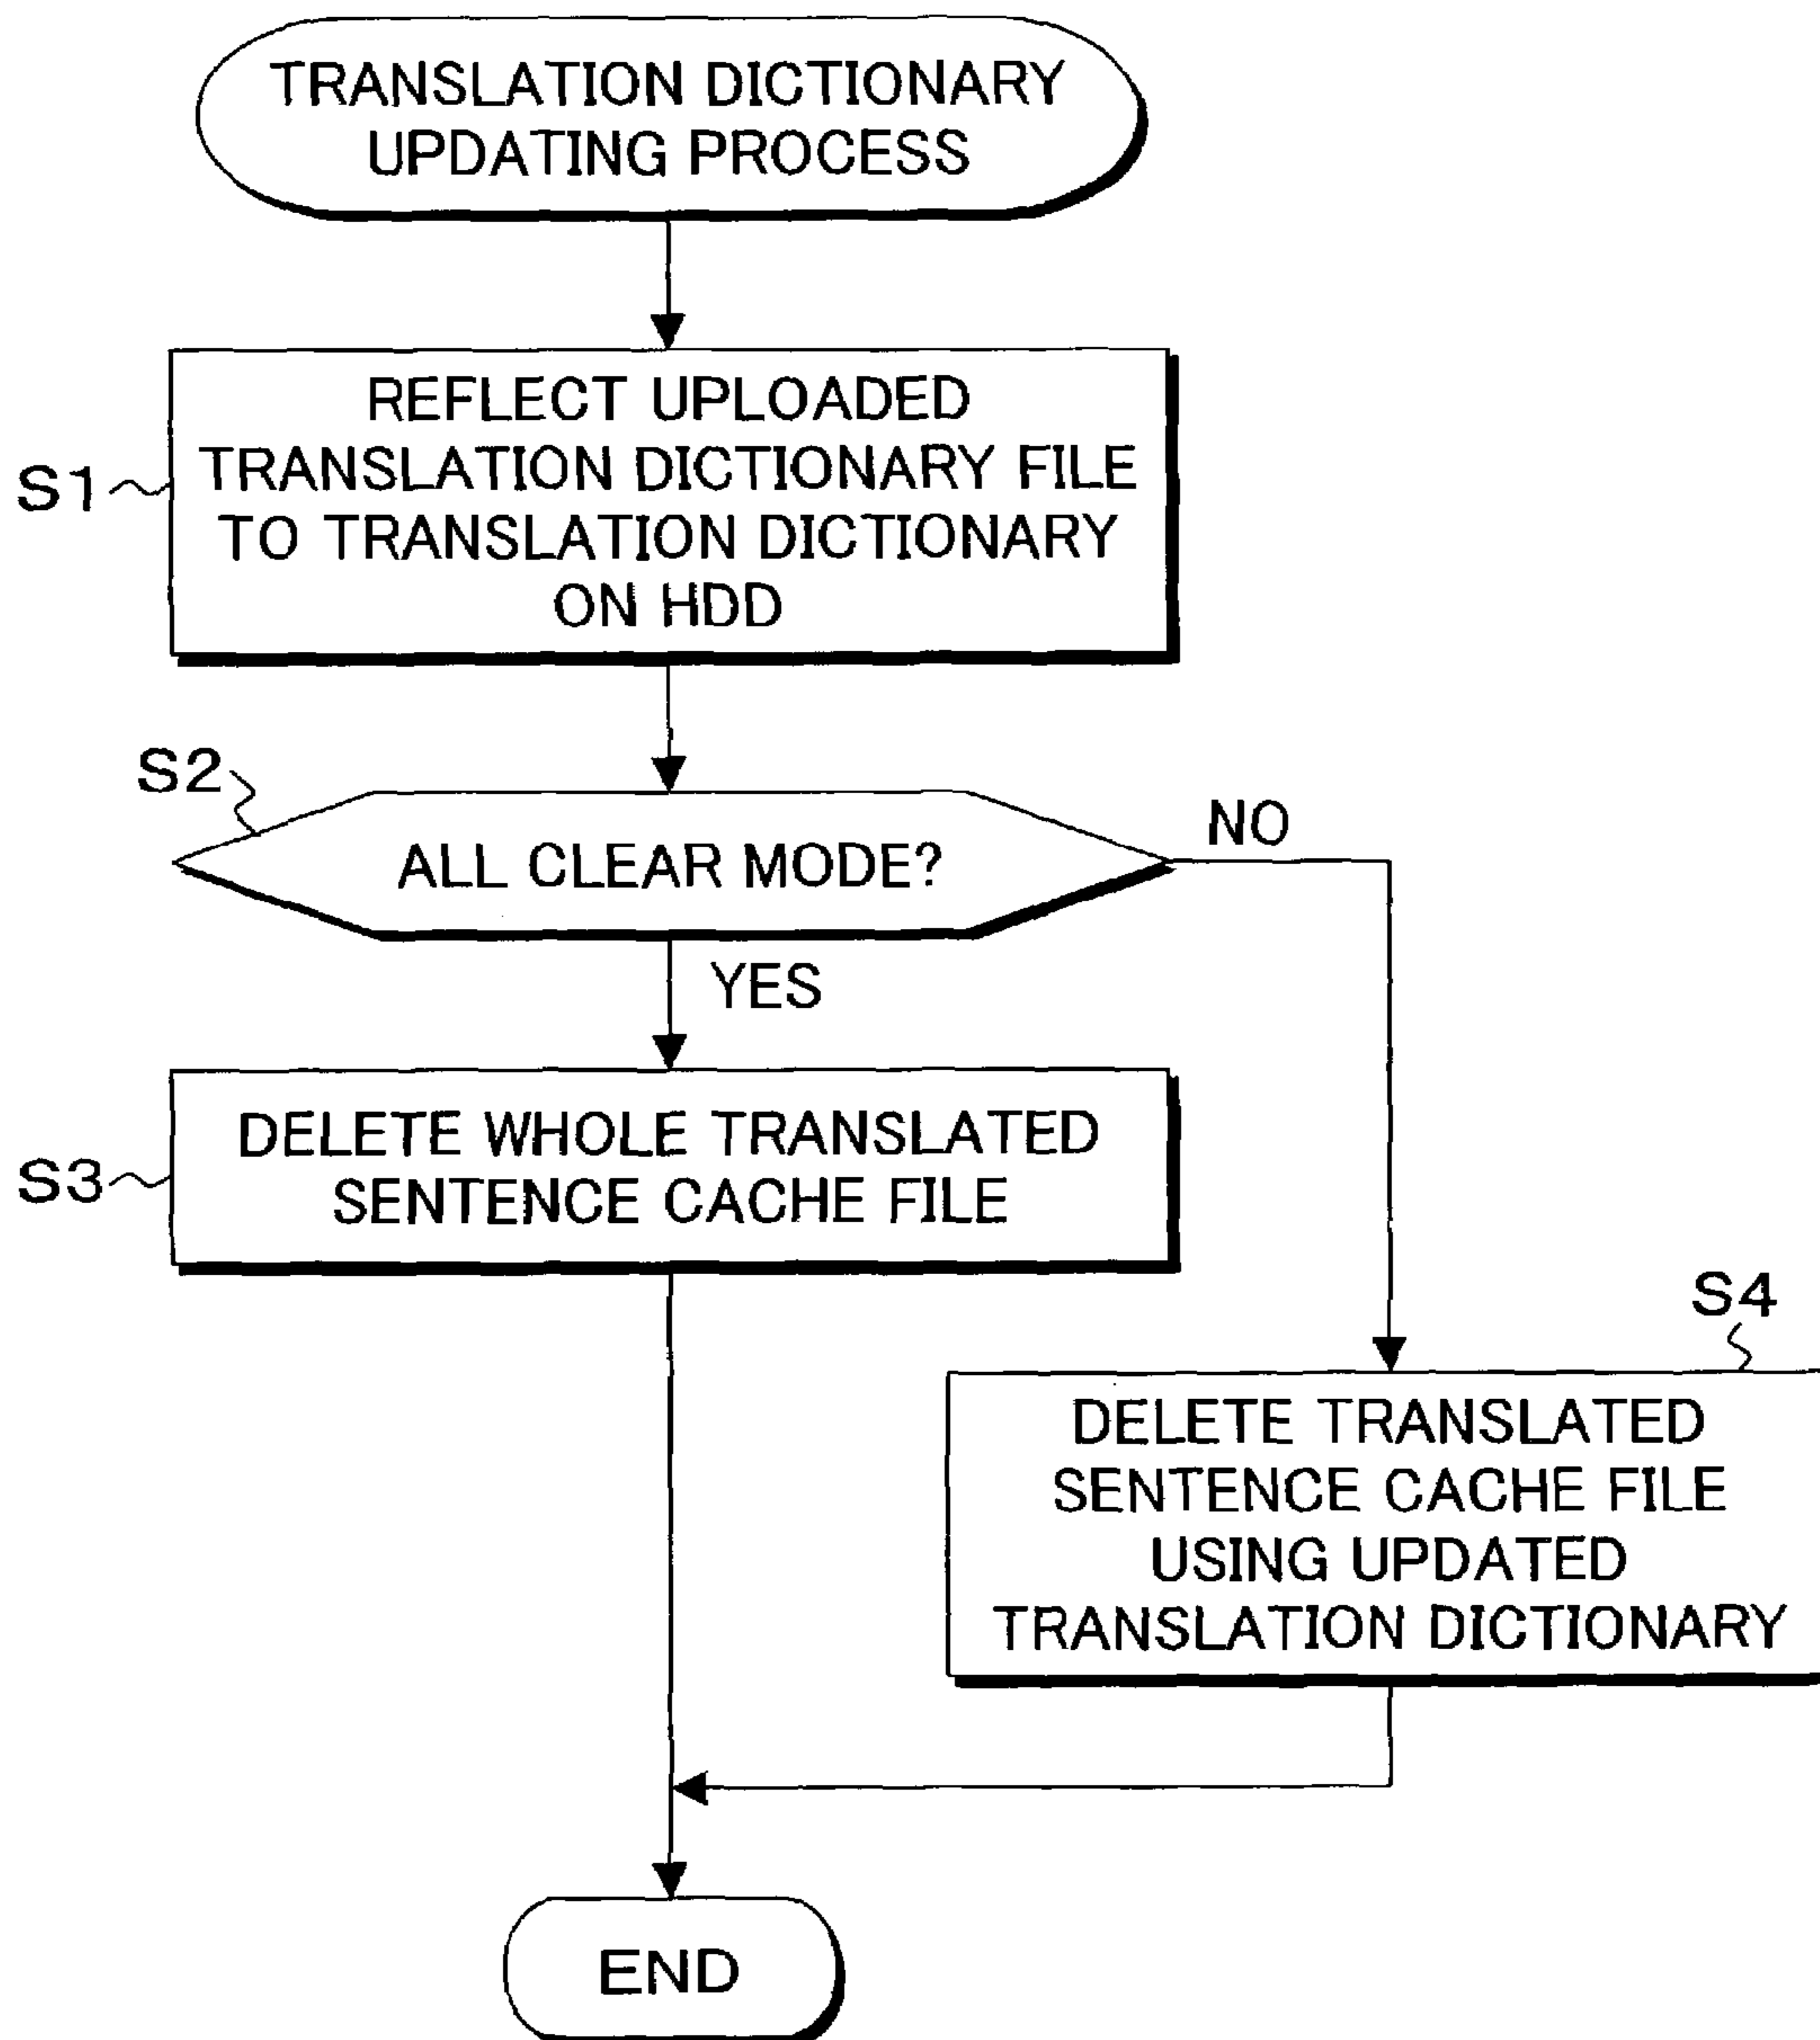 TRANSLATION DICTIONARY
UPDATING PROCESS
S1
REFLECT UPLOADED
TRANSLATION DICTIONARY FILE
TO TRANSLATION DICTIONARY
ON HDD
S2
ALL CLEAR MODE?
NO
YES
S3
DELETE WHOLE TRANSLATED
SENTENCE CACHE FILE
S4
DELETE TRANSLATED
SENTENCE CACHE FILE
USING UPDATED
TRANSLATION DICTIONARY
END